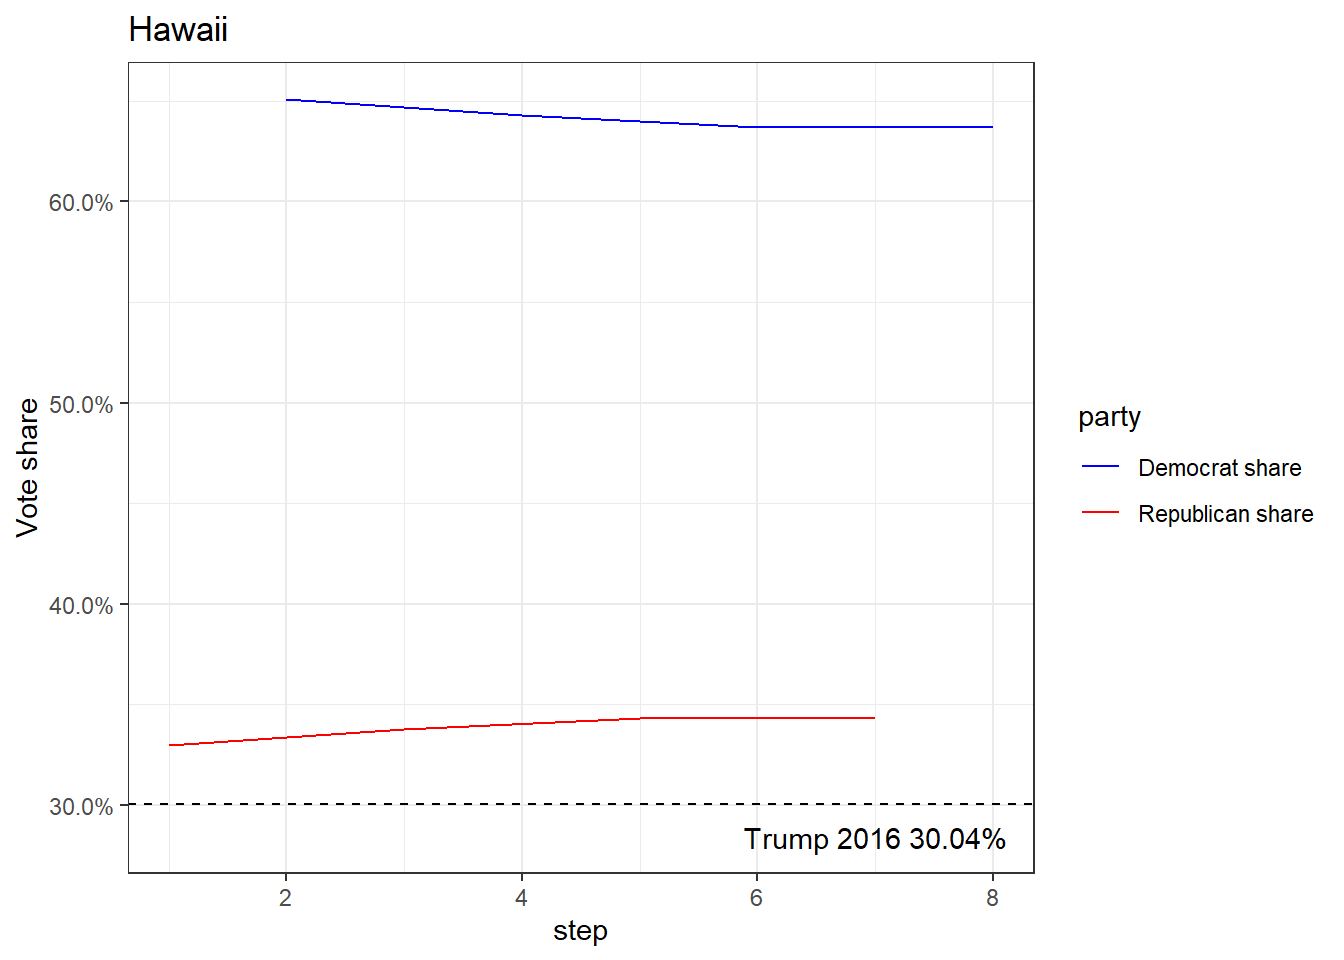 Hawaii
Vote share
60.0%
50.0%
40.0%
30.0%
Trump 2016 30.04%
2 4 6 8
step
party
Democrat share
Republican share